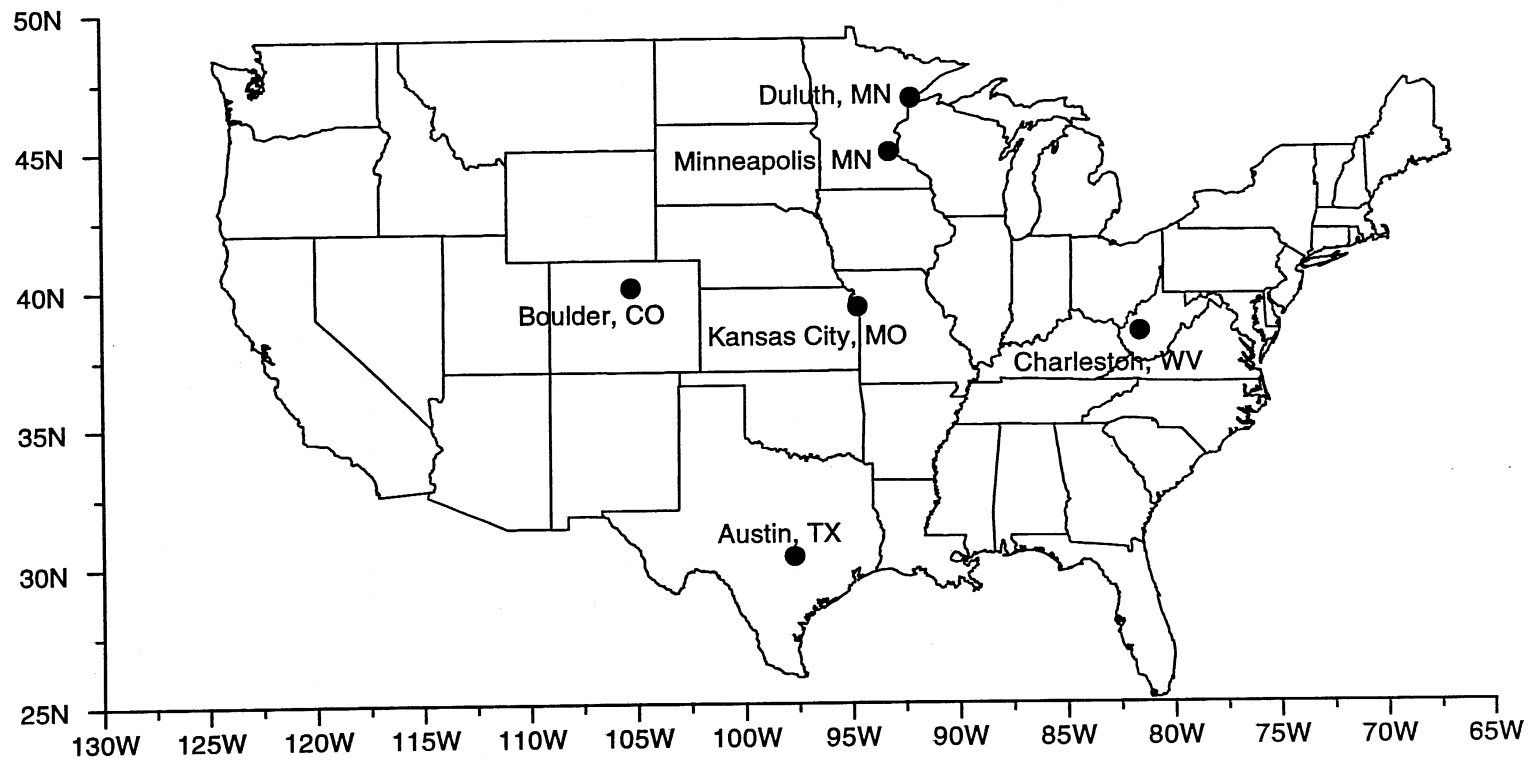 50N
Duluth, MN
45N
Minneapolis, MN
40N
Boulder, CO
Kansas City, MO
Charleston, WV
35N
Austin, TX
30N
25N
130W 125W 120W 115W 110W 105W 100W 95W 90W 85W 80W 75W 70W 65W